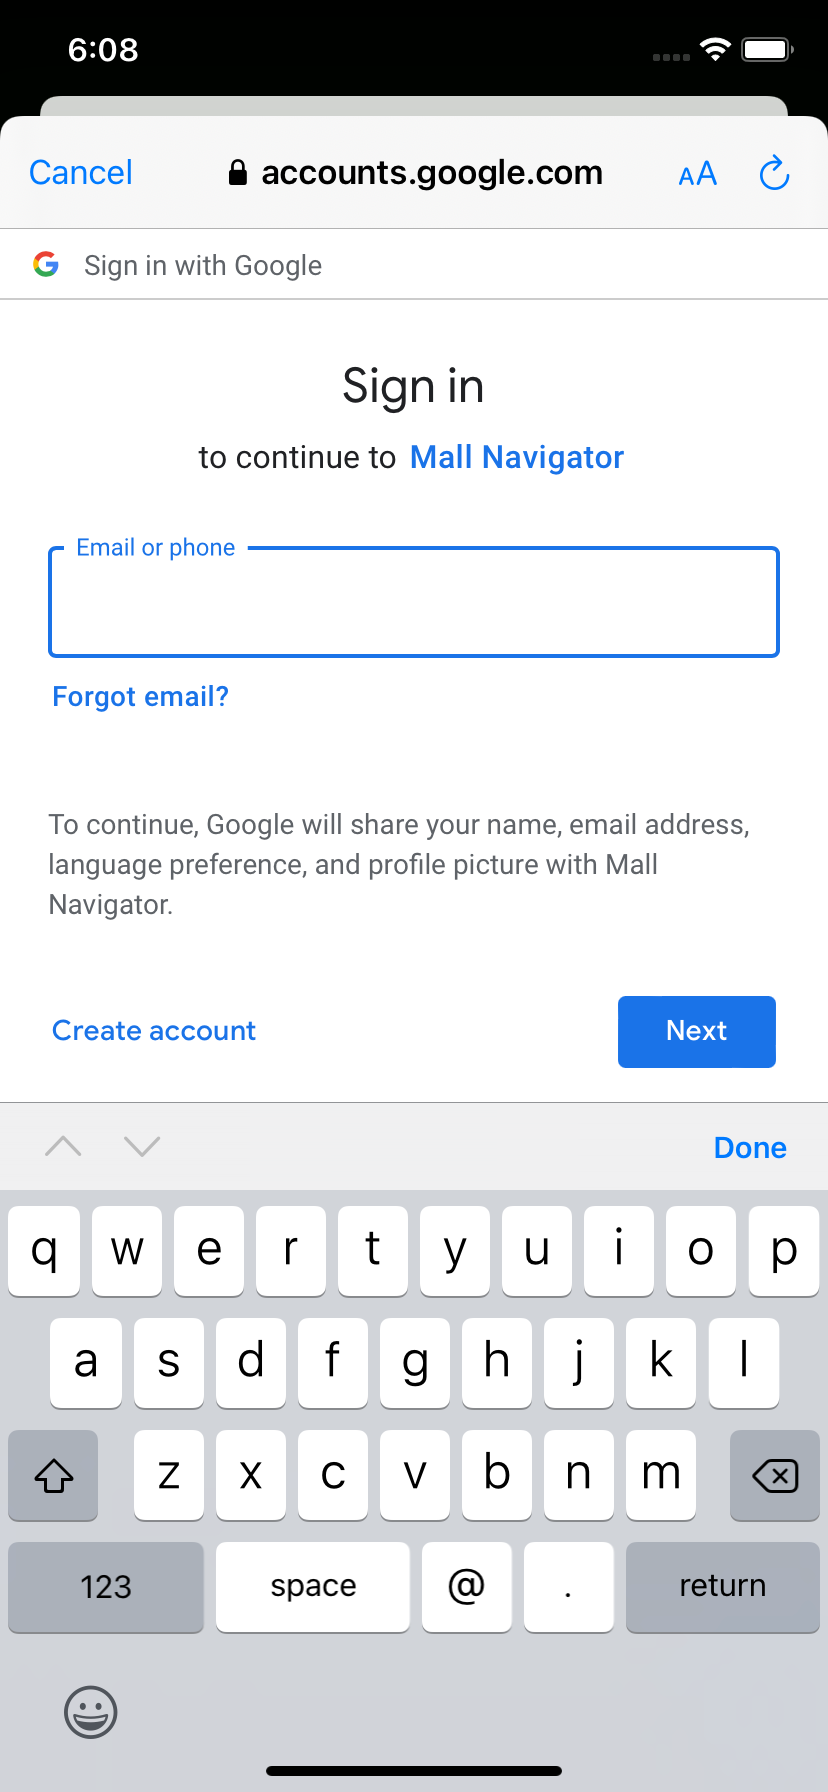 6:08
Cancel accounts.google.com AA
Sign in with Google
Sign in
to continue to Mall Navigator
Email or phone
Forgot email?
To continue, Google will share your name, email address,
language preference, and profile picture with Mall
Navigator.
Create account Next
Done
q w e r t y u i o p
a s d f g h j k l
z x c v b n m
123 space @ . return